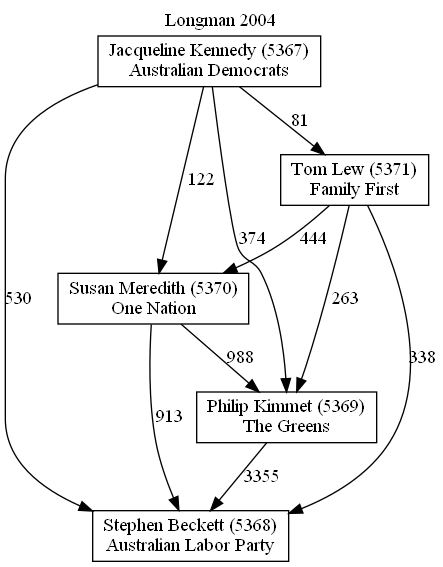 Longman 2004
Jacqueline Kennedy (5367)
Australian Democrats
81
Tom Lew (5371)
Family First
122
374
444
Susan Meredith (5370)
One Nation
530
263
988
338
Philip Kimmet (5369)
The Greens
913
3355
Stephen Beckett (5368)
Australian Labor Party